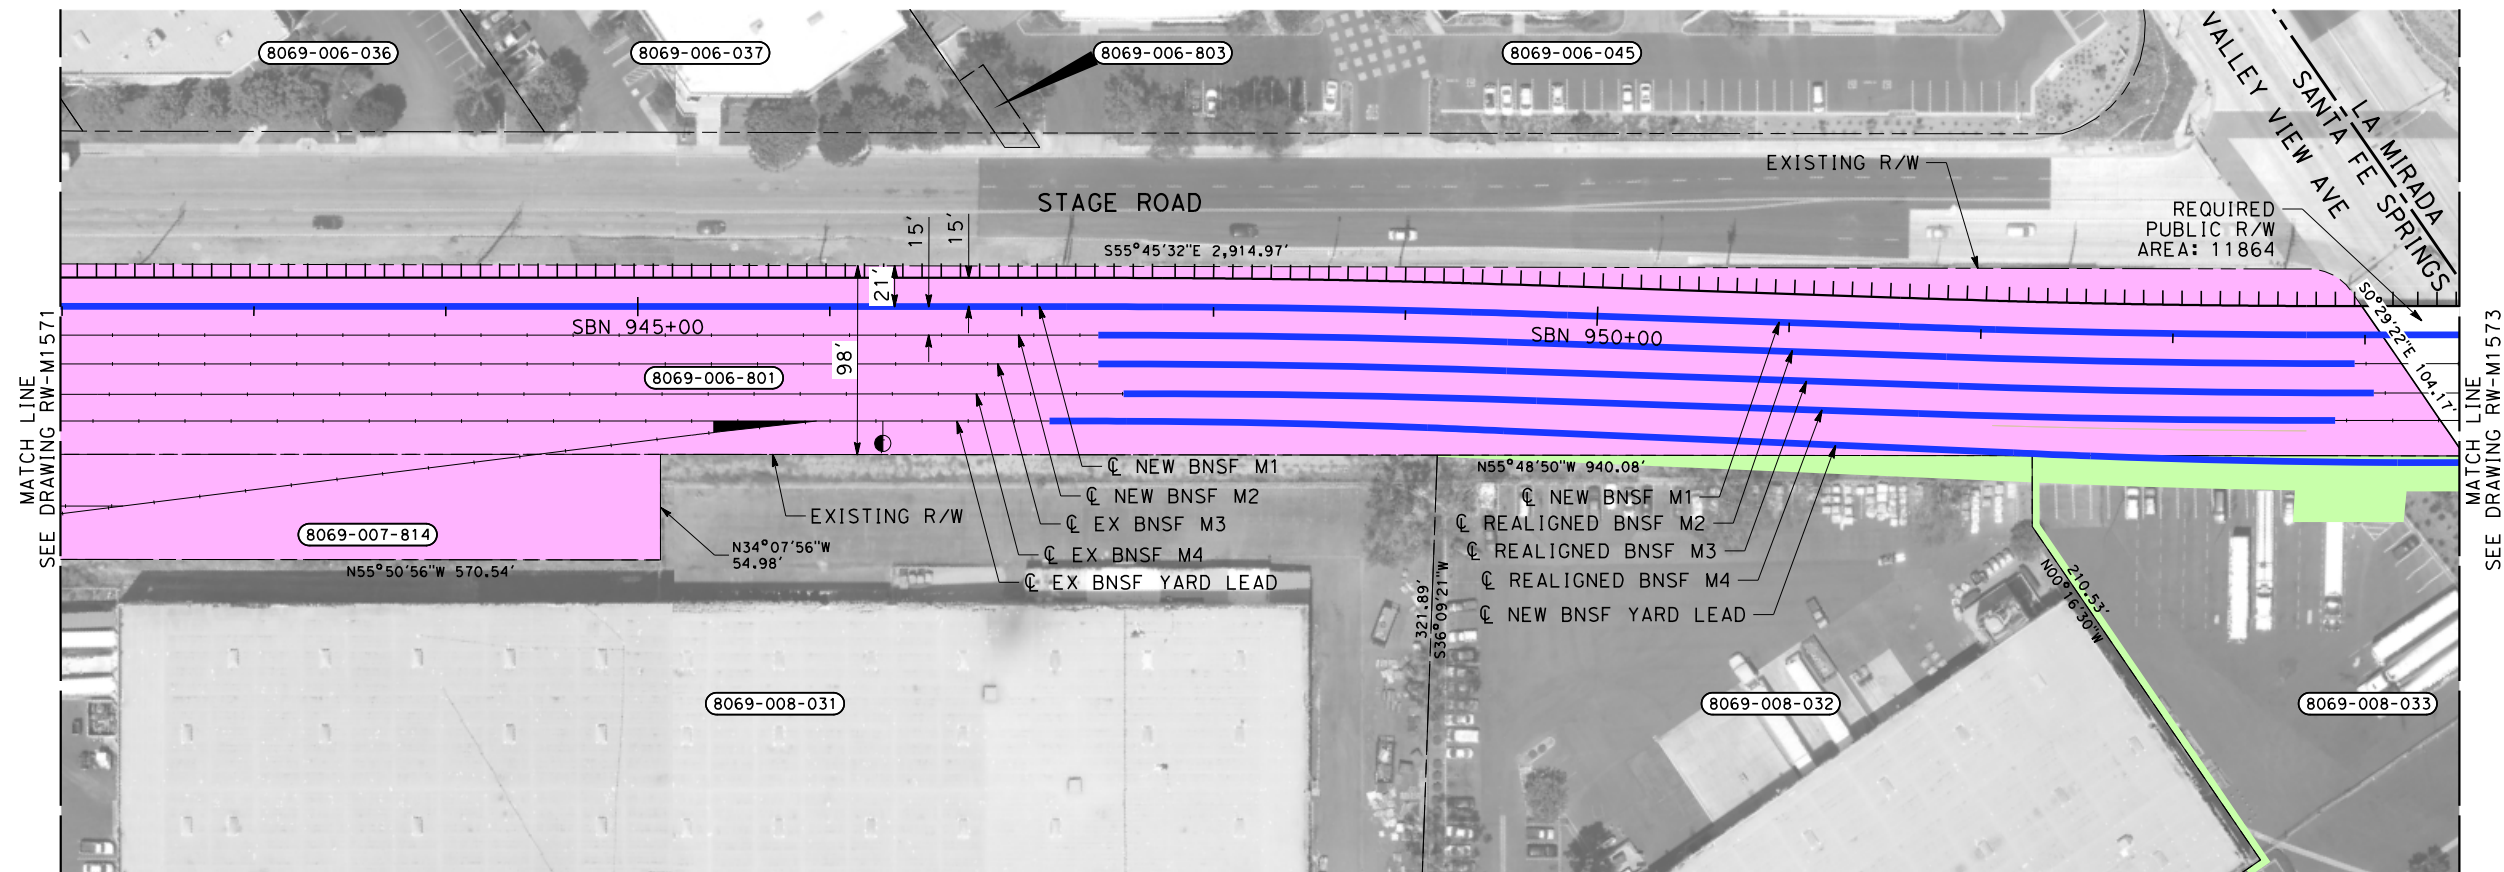 8069-006-036
8069-006-037
8069-006-803
8069-006-045
VALLEY VIEW AVE
SANTA FE SPRINGS
LA MIRADA
EXISTING R/W
STAGE ROAD
REQUIRED
PUBLIC R/W
AREA: 11864
15'
15'
S55°45'32"E 2,914.97'
21'
98'
S0°29'22"E 104.17'
SBN 945+00
SBN 950+00
8069-006-801
MATCH LINE
SEE DRAWING RW-M1571
MATCH LINE
SEE DRAWING RW-M1573
℄ NEW BNSF M1
℄ NEW BNSF M2
℄ EX BNSF M3
℄ EX BNSF M4
℄ EX BNSF YARD LEAD
N55°48'50"W 940.08'
℄ NEW BNSF M1
℄ REALIGNED BNSF M2
℄ REALIGNED BNSF M3
℄ REALIGNED BNSF M4
℄ NEW BNSF YARD LEAD
EXISTING R/W
8069-007-814
N34°07'56"W
54.98'
N55°50'56"W 570.54'
321.89'
S36°09'21"W
210.53'
N00°16'30"W
8069-008-031
8069-008-032
8069-008-033